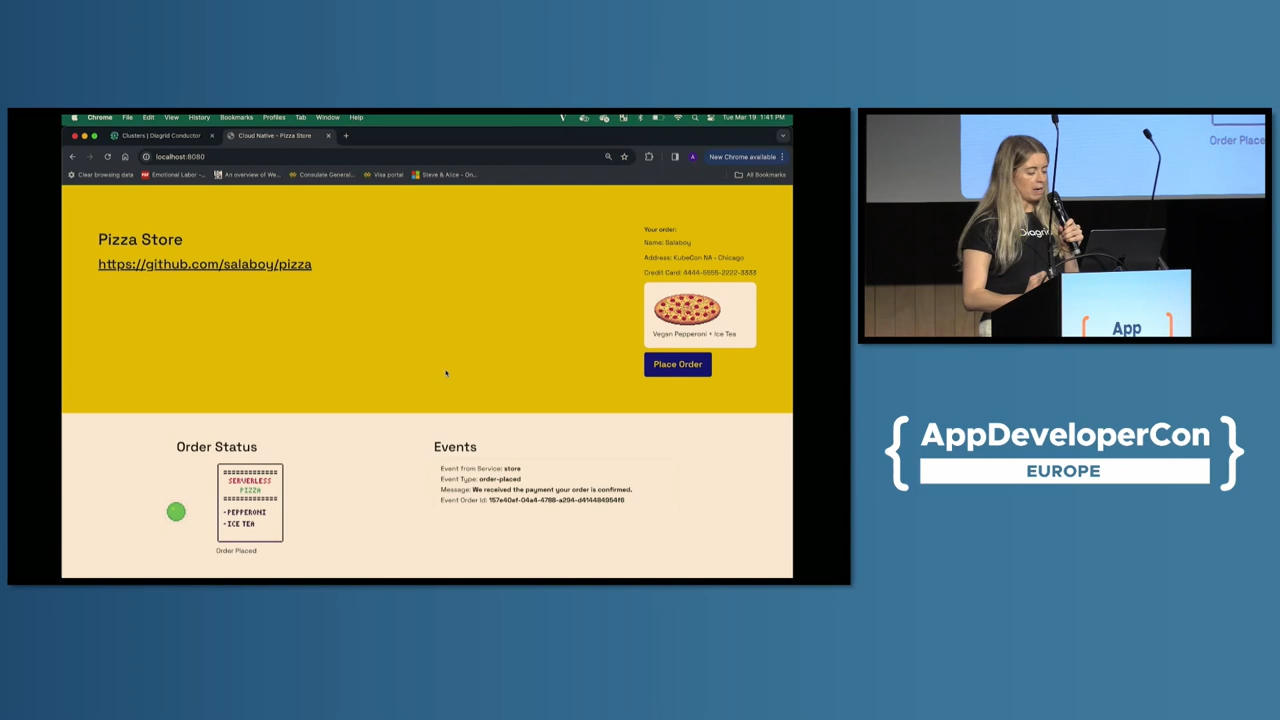 Chrome File Edit View History Bookmarks Profiles Tab Window Help
Tue Mar 19 1:41 PM
Clusters | Diagrid Conductor
Cloud Native - Pizza Store
localhost:8080
New Chrome available
Clear browsing data
Emotional Labor -...
An overview of We...
Consulate General...
Visa portal
Steve & Alice - On...
All Bookmarks
Pizza Store
https://github.com/salaboy/pizza
Your order:
Name: Salaboy
Address: KubeCon NA - Chicago
Credit Card: 4444-5555-2222-3333
Vegan Pepperoni + Ice Tea
Place Order
Order Status
SERVERLESS
PIZZA
-PEPPERONI
-ICE TEA
Order Placed
Events
Event from Service: store
Event Type: order-placed
Message: We received the payment your order is confirmed.
Order Place
Diagrid
App
{ AppDeveloperCon }
EUROPE